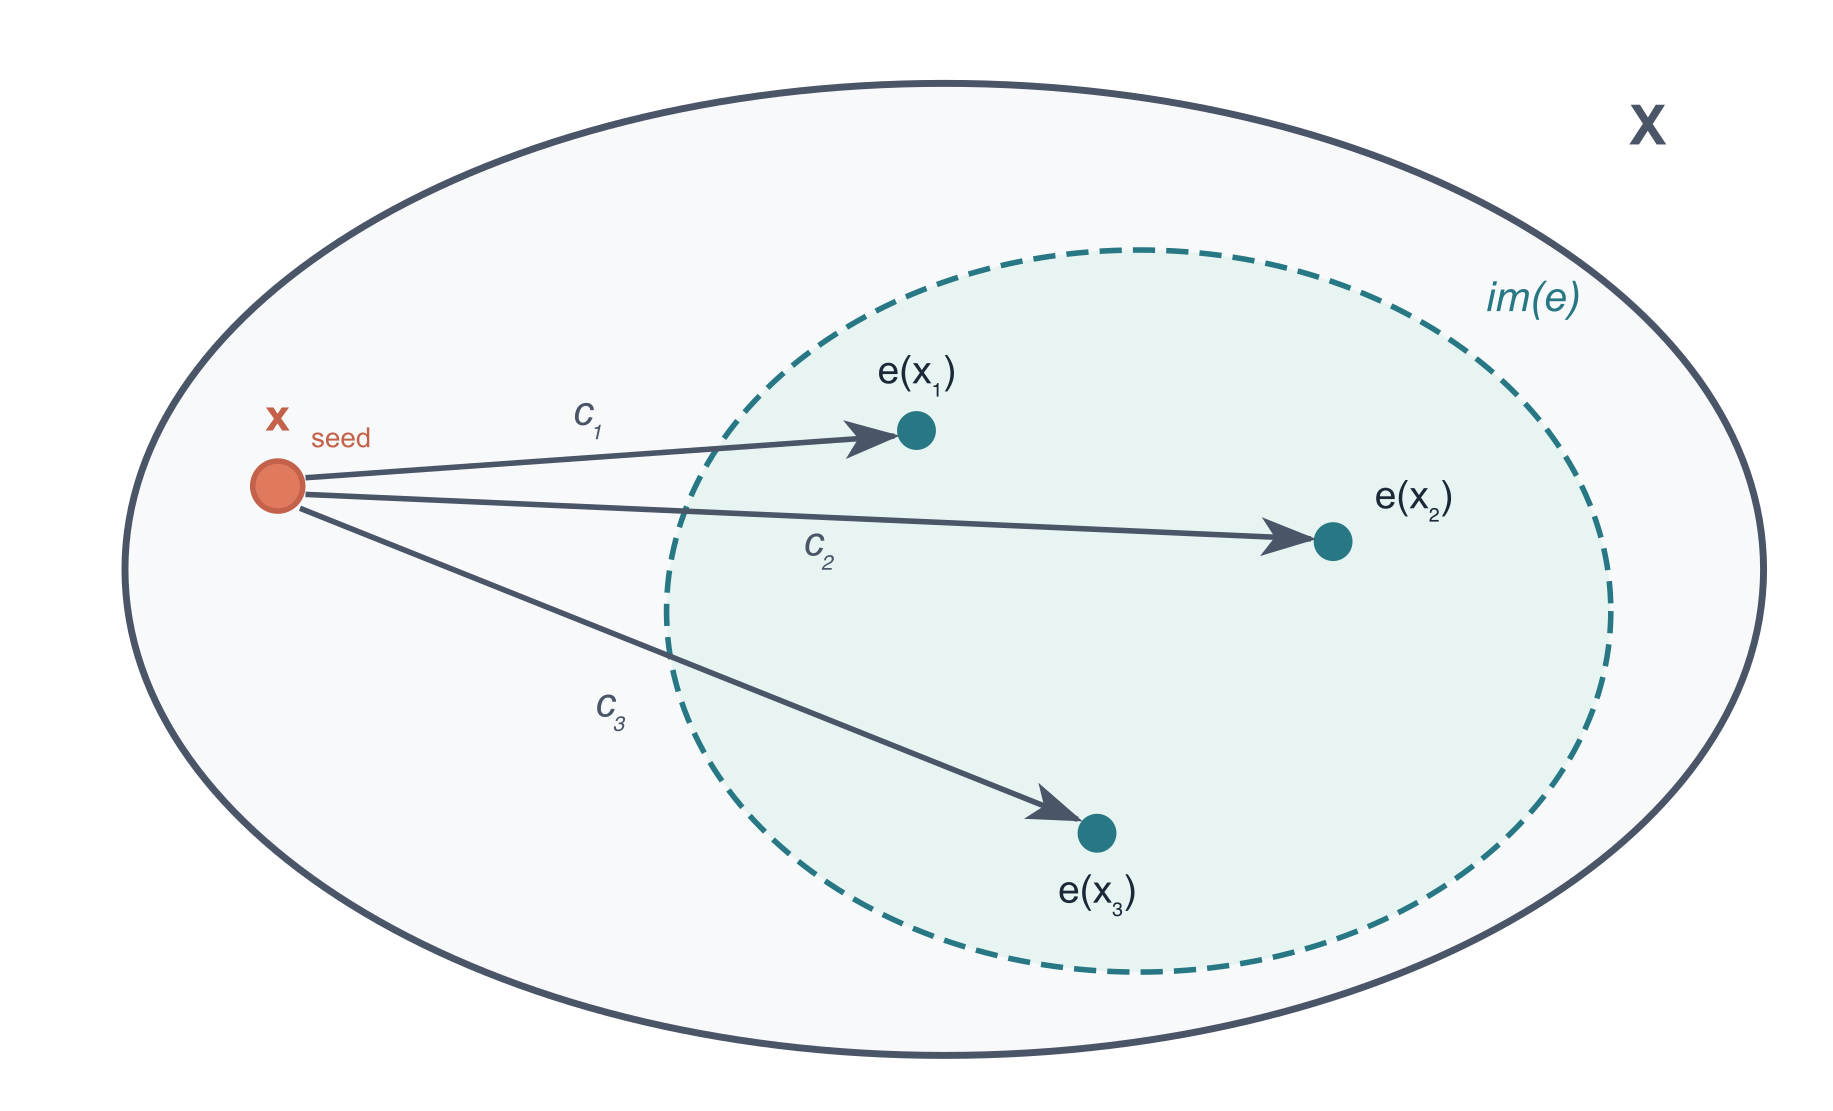 X
im(e)
e(x₁)
x seed
c₁
e(x₂)
c₂
c₃
e(x₃)